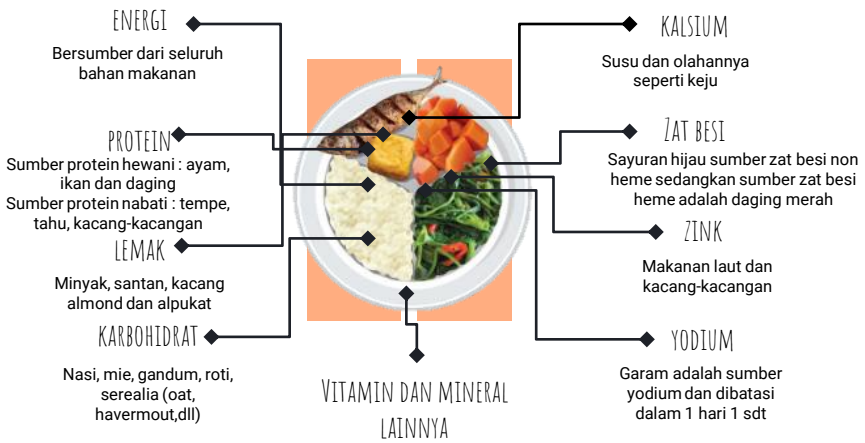 ENERGI
Bersumber dari seluruh
bahan makanan
PROTEIN
Sumber protein hewani : ayam,
ikan dan daging
Sumber protein nabati : tempe,
tahu, kacang-kacangan
LEMAK
Minyak, santan, kacang
almond dan alpukat
KARBOHIDRAT
Nasi, mie, gandum, roti,
serealia (oat,
havermout,dll)
VITAMIN DAN MINERAL
LAINNYA
KALSIUM
Susu dan olahannya
seperti keju
ZAT BESI
Sayuran hijau sumber zat besi non
heme sedangkan sumber zat besi
heme adalah daging merah
ZINK
Makanan laut dan
kacang-kacangan
YODIUM
Garam adalah sumber
yodium dan dibatasi
dalam 1 hari 1 sdt